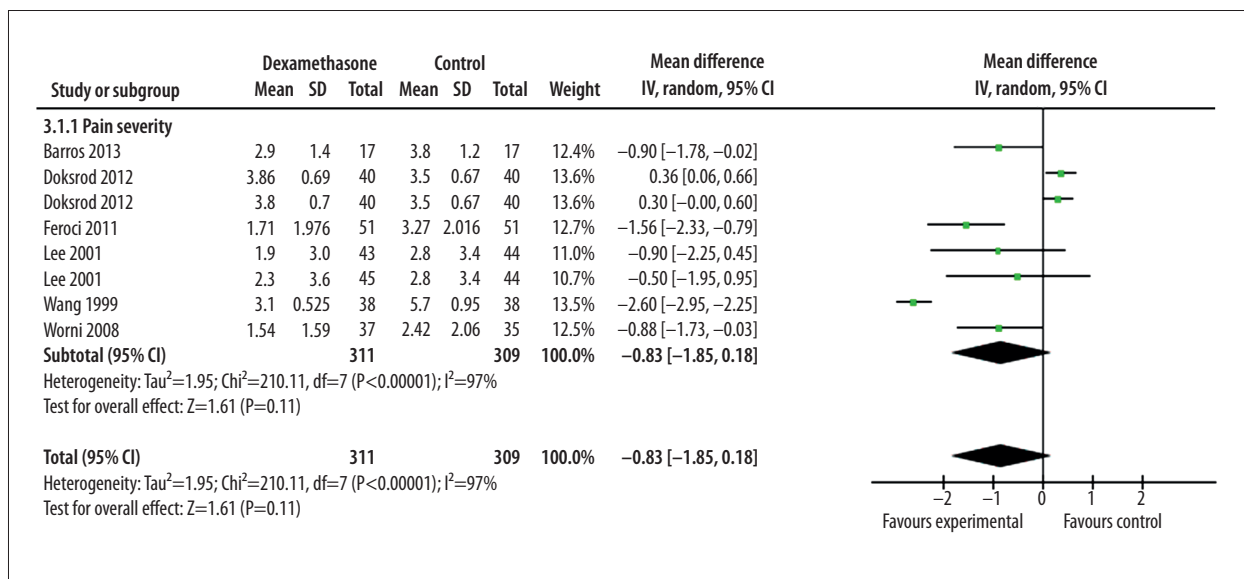 Dexamethasone Control Mean difference Mean difference
Study or subgroup Mean SD Total Mean SD Total Weight IV, random, 95% CI IV, random, 95% CI
3.1.1 Pain severity
Barros 2013 2.9 1.4 17 3.8 1.2 17 12.4% −0.90 [−1.78, −0.02]
Doksrod 2012 3.86 0.69 40 3.5 0.67 40 13.6% 0.36 [0.06, 0.66]
Doksrod 2012 3.8 0.7 40 3.5 0.67 40 13.6% 0.30 [−0.00, 0.60]
Feroci 2011 1.71 1.976 51 3.27 2.016 51 12.7% −1.56 [−2.33, −0.79]
Lee 2001 1.9 3.0 43 2.8 3.4 44 11.0% −0.90 [−2.25, 0.45]
Lee 2001 2.3 3.6 45 2.8 3.4 44 10.7% −0.50 [−1.95, 0.95]
Wang 1999 3.1 0.525 38 5.7 0.95 38 13.5% −2.60 [−2.95, −2.25]
Worni 2008 1.54 1.59 37 2.42 2.06 35 12.5% −0.88 [−1.73, −0.03]
Subtotal (95% CI) 311 309 100.0% −0.83 [−1.85, 0.18]
Heterogeneity: Tau²=1.95; Chi²=210.11, df=7 (P<0.00001); I²=97%
Test for overall effect: Z=1.61 (P=0.11)
Total (95% CI) 311 309 100.0% −0.83 [−1.85, 0.18]
Heterogeneity: Tau²=1.95; Chi²=210.11, df=7 (P<0.00001); I²=97%
Test for overall effect: Z=1.61 (P=0.11)
−2 −1 0 1 2
Favours experimental Favours control